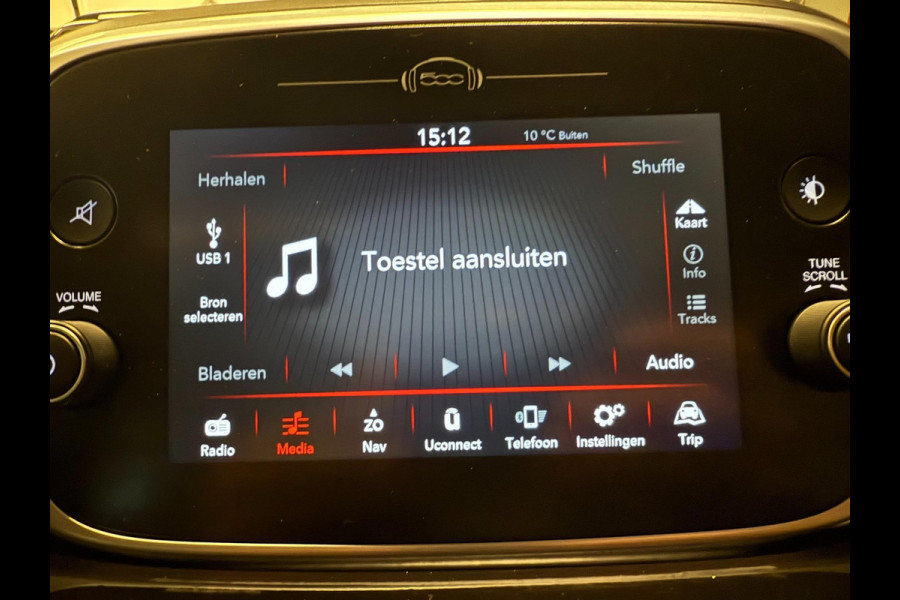 500
15:12
10 °C Buiten
Herhalen
Shuffle
USB 1
Kaart
Toestel aansluiten
Info
TUNE
SCROLL
VOLUME
Bron
selecteren
Tracks
Bladeren
Audio
Radio
Media
ZO
Nav
Uconnect
Telefoon
Instellingen
Trip